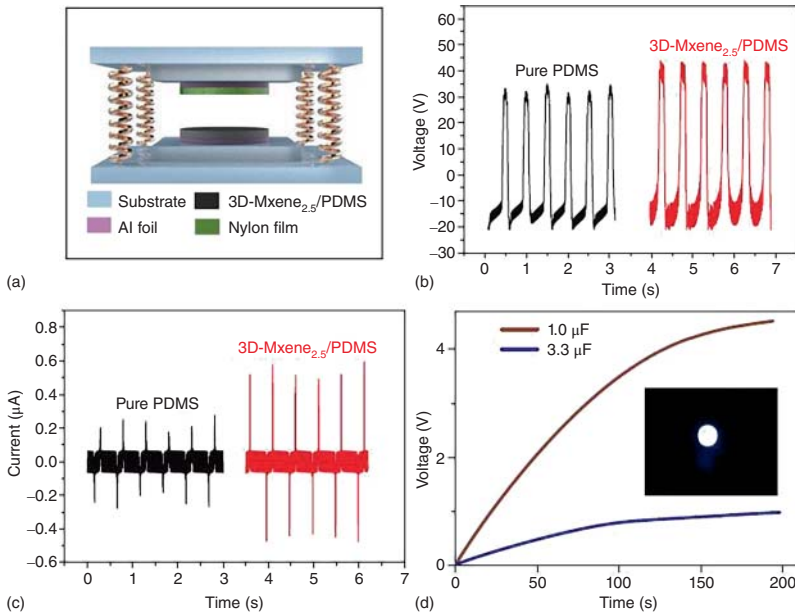 Substrate
3D-Mxene2.5/PDMS
Al foil
Nylon film
(a)
Voltage (V)
60
50
40
30
20
10
0
−10
−20
−30
Pure PDMS
3D-Mxene2.5/PDMS
0 1 2 3 4 5 6 7
Time (s)
(b)
Current (μA)
0.8
0.6
0.4
0.2
0.0
−0.2
−0.4
−0.6
Pure PDMS
3D-Mxene2.5/PDMS
0 1 2 3 4 5 6 7
Time (s)
(c)
Voltage (V)
4
2
0
1.0 μF
3.3 μF
0 50 100 150 200
Time (s)
(d)